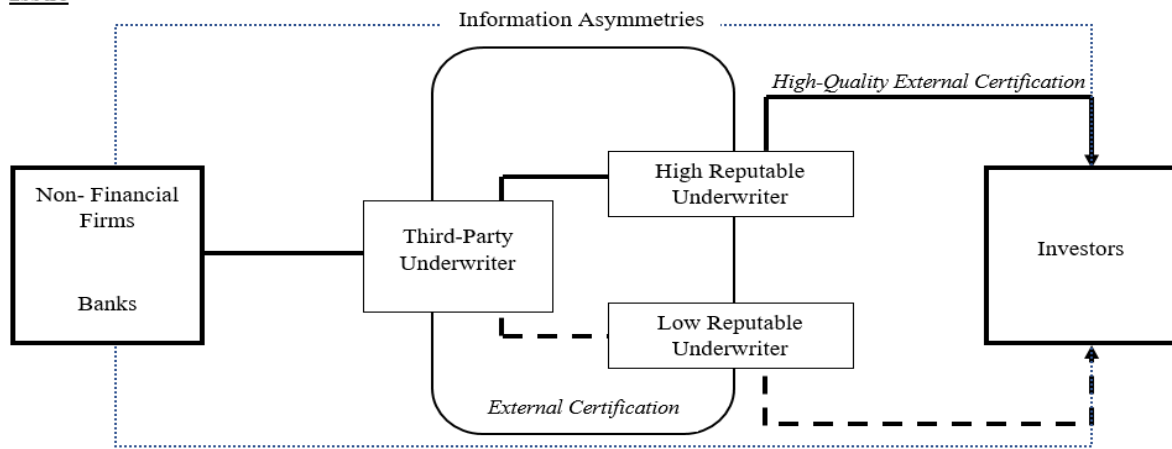 Information Asymmetries
High-Quality External Certification
Non- Financial
Firms
Banks
Third-Party
Underwriter
High Reputable
Underwriter
Low Reputable
Underwriter
External Certification
Investors